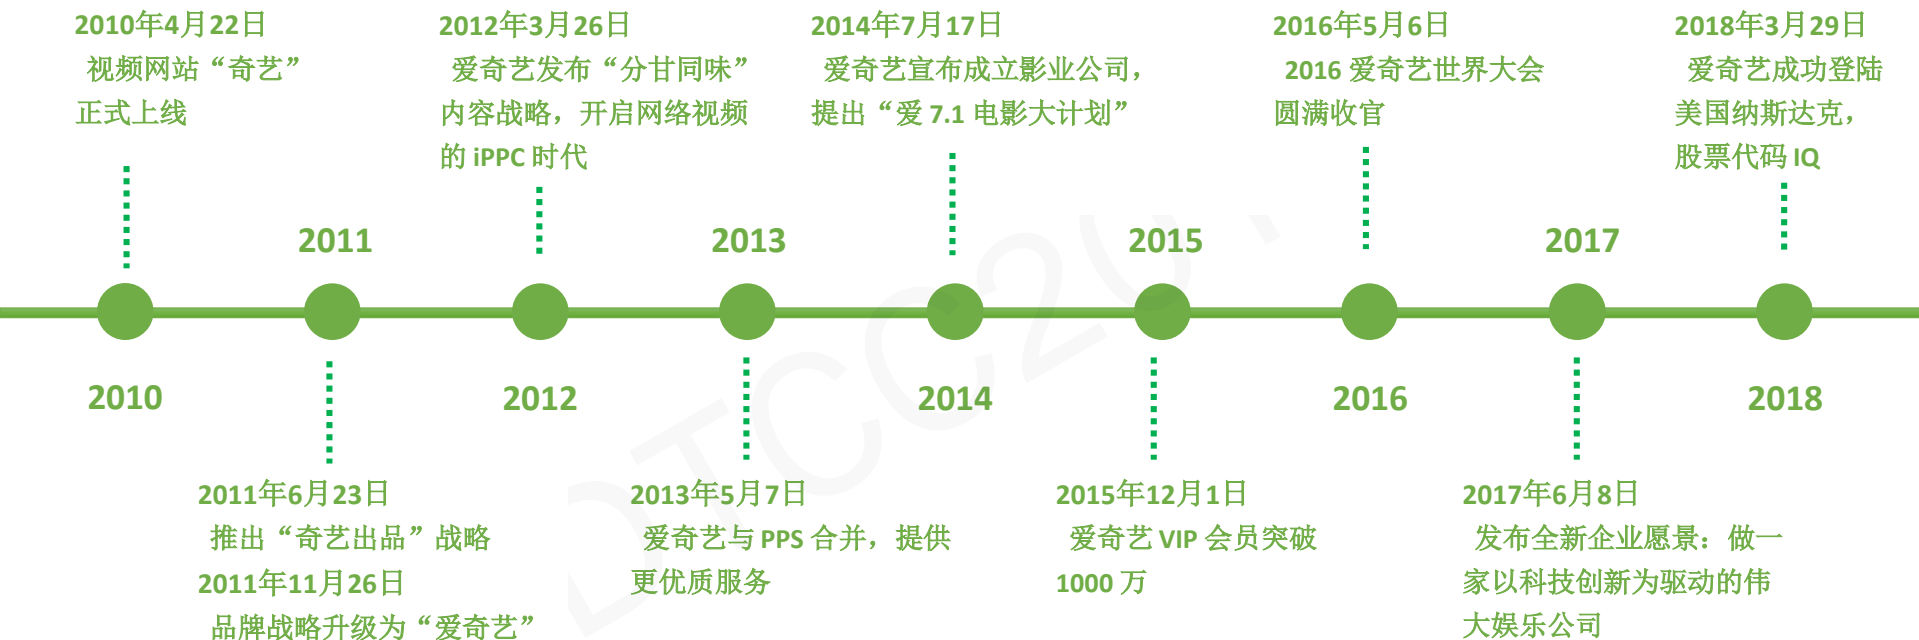 2010年4月22日
视频网站“奇艺”
正式上线
2012年3月26日
爱奇艺发布“分甘同味”
内容战略，开启网络视频
的 iPPC 时代
2014年7月17日
爱奇艺宣布成立影业公司，
提出“爱 7.1 电影大计划”
2016年5月6日
2016 爱奇艺世界大会
圆满收官
2018年3月29日
爱奇艺成功登陆
美国纳斯达克，
股票代码 IQ
2011
2013
2015
2017
2010
2012
2014
2016
2018
2011年6月23日
推出“奇艺出品”战略
2011年11月26日
品牌战略升级为“爱奇艺”
2013年5月7日
爱奇艺与 PPS 合并，提供
更优质服务
2015年12月1日
爱奇艺 VIP 会员突破
1000 万
2017年6月8日
发布全新企业愿景：做一
家以科技创新为驱动的伟
大娱乐公司